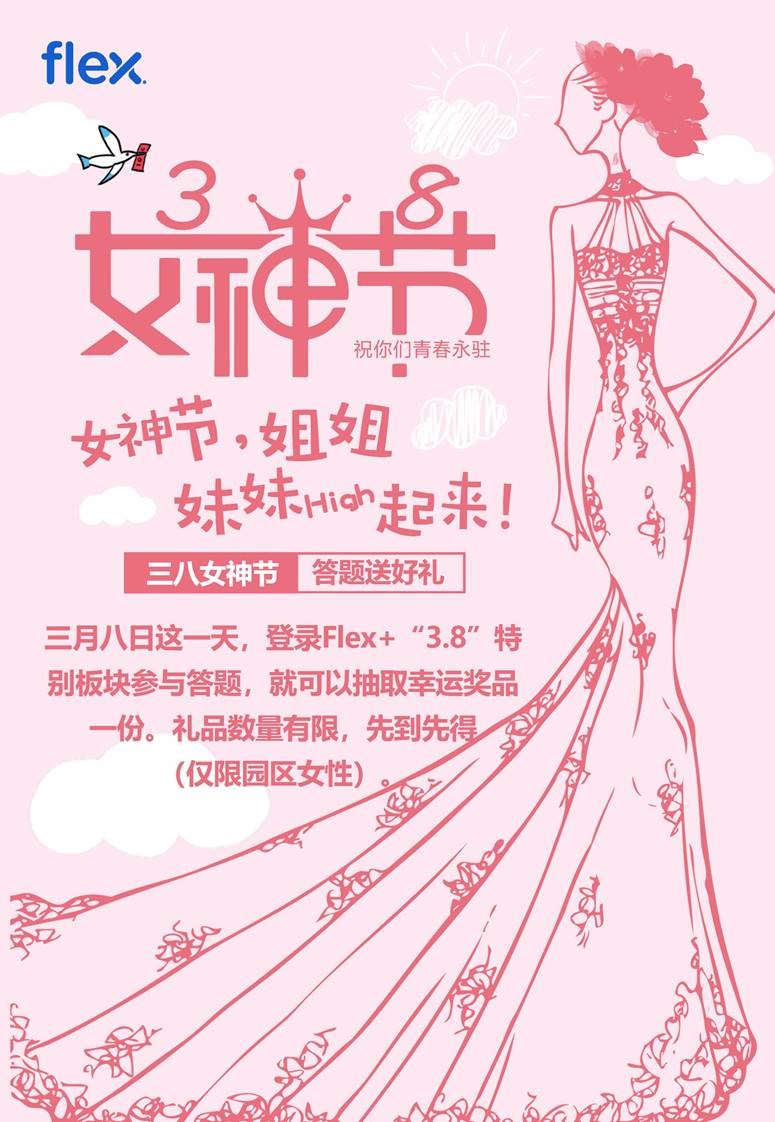 flex.
38
女神节
祝你们青春永驻
女神节，姐姐
妹妹High起来！
三八女神节 答题送好礼
三月八日这一天，登录Flex+“3.8”特
别板块参与答题，就可以抽取幸运奖品
一份。礼品数量有限，先到先得
（仅限园区女性）。